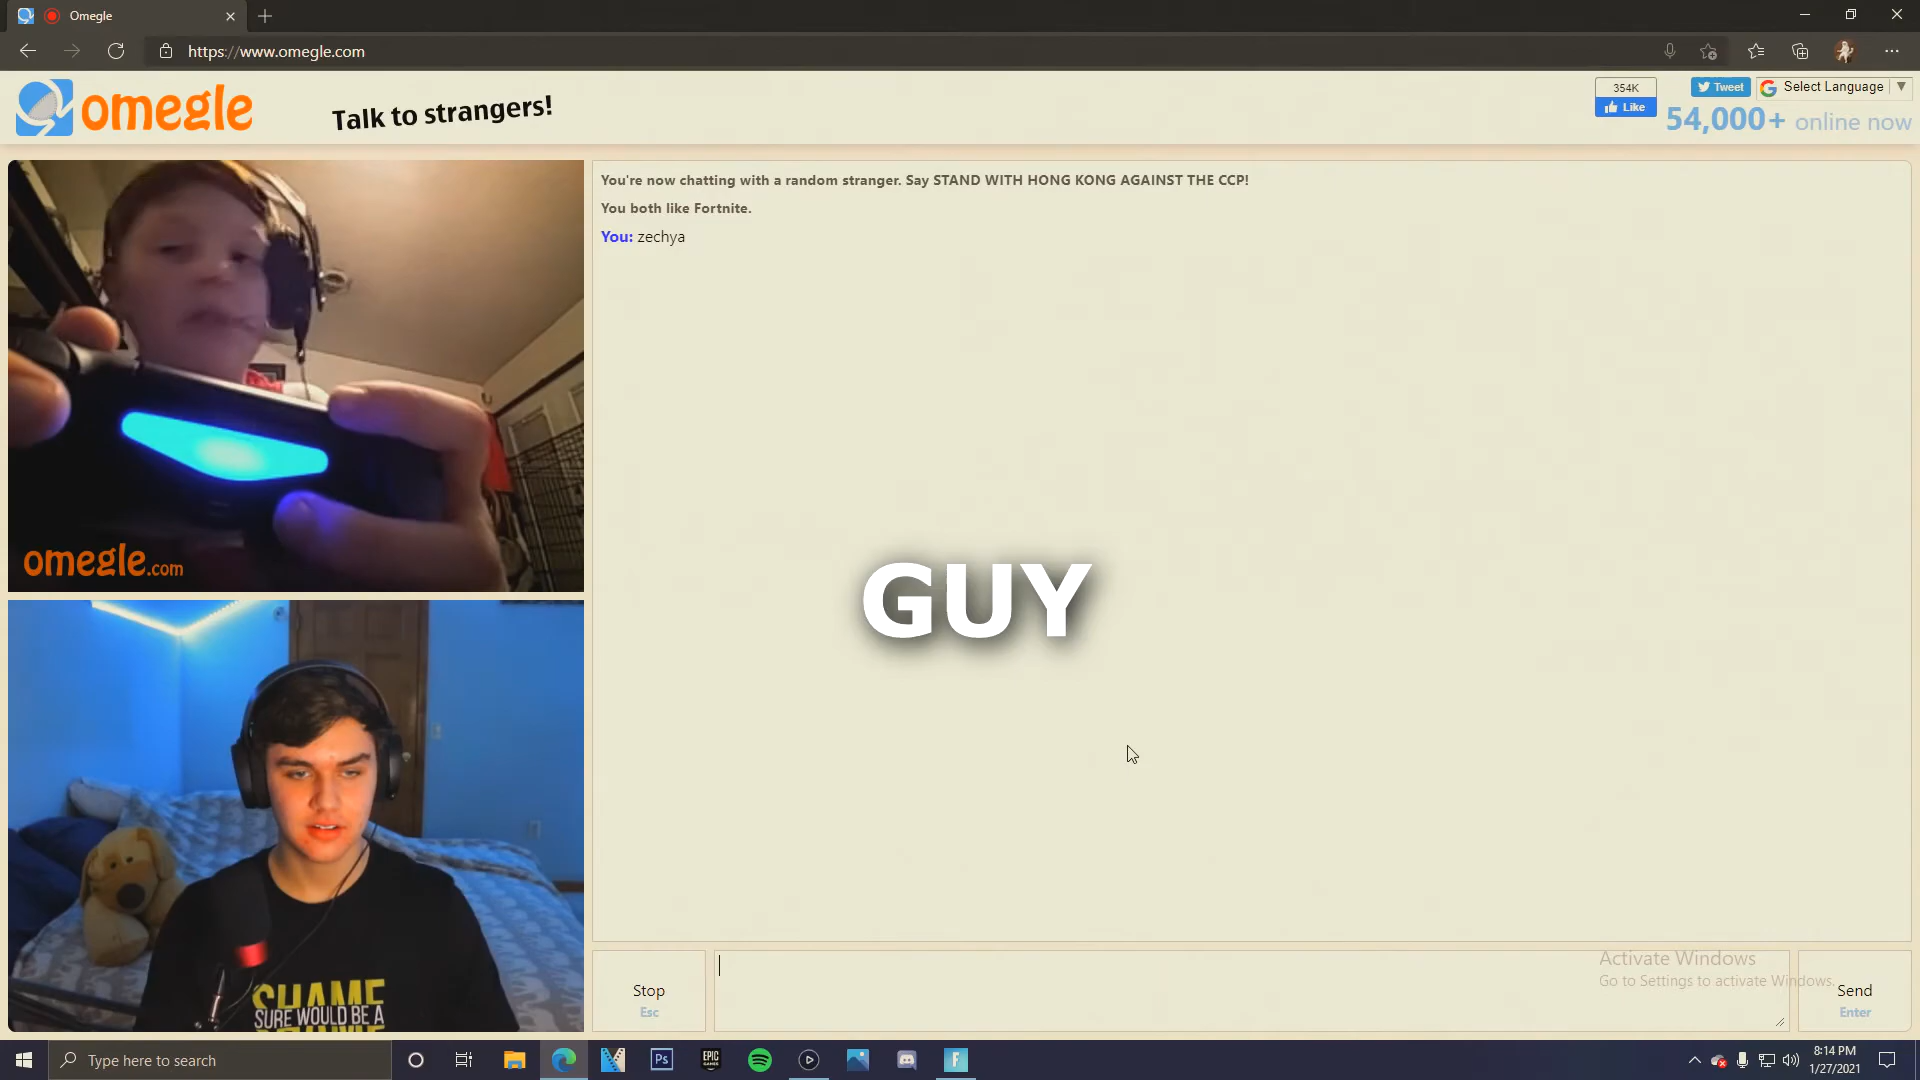 Omegle
https://www.omegle.com
omegle
Talk to strangers!
354K
Like
Tweet
Select Language
54,000+ online now
You're now chatting with a random stranger. Say STAND WITH HONG KONG AGAINST THE CCP!
You both like Fortnite.
You: zechya
omegle.com
GUY
SHAME
SURE WOULD BE A
Stop
Esc
Activate Windows
Go to Settings to activate Windows.
Send
Enter
Type here to search
Ps
EPIC
GAMES
F
8:14 PM
1/27/2021